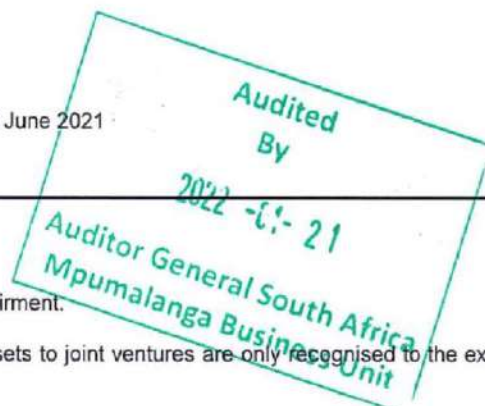 June 2021
Audited
By
2022 - - 21
Auditor General South Africa
Mpumalanga Business Unit
irment.
sets to joint ventures are only recognised to the ex